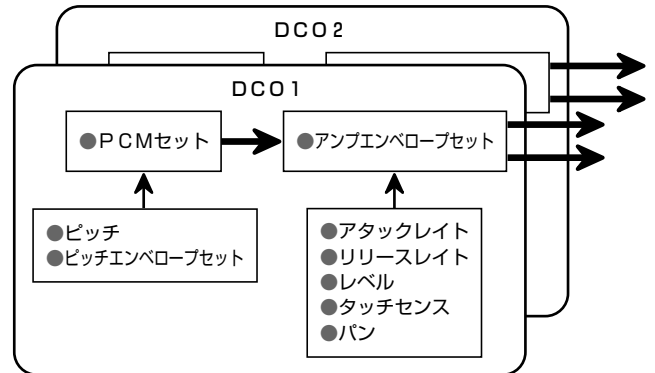 DCO2
DCO1
●PCMセット
●アンプエンベロープセット
●ピッチ
●ピッチエンベロープセット
●アタックレイト
●リリースレイト
●レベル
●タッチセンス
●パン